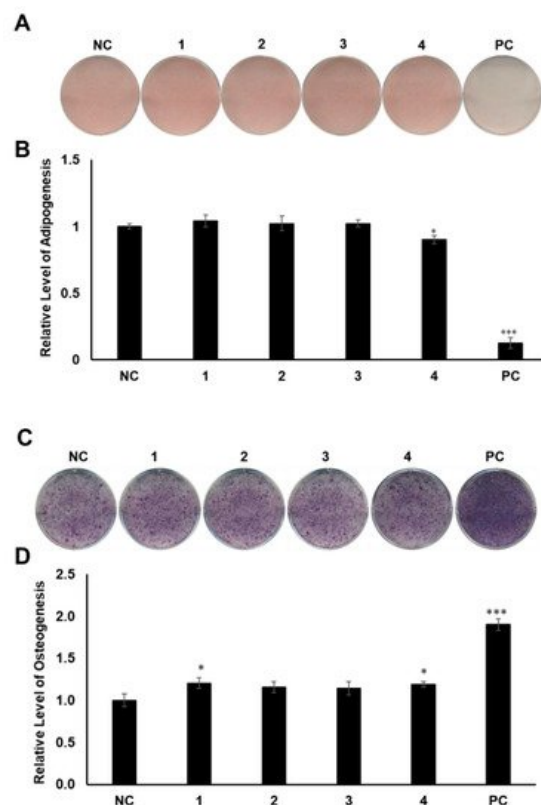 A
NC 1 2 3 4 PC
B
Relative Level of Adipogenesis
1.5
1
0.5
0
*
***
NC 1 2 3 4 PC
C
NC 1 2 3 4 PC
D
Relative Level of Osteogenesis
2.5
2.0
1.5
1.0
0.5
0.0
* * ***
NC 1 2 3 4 PC